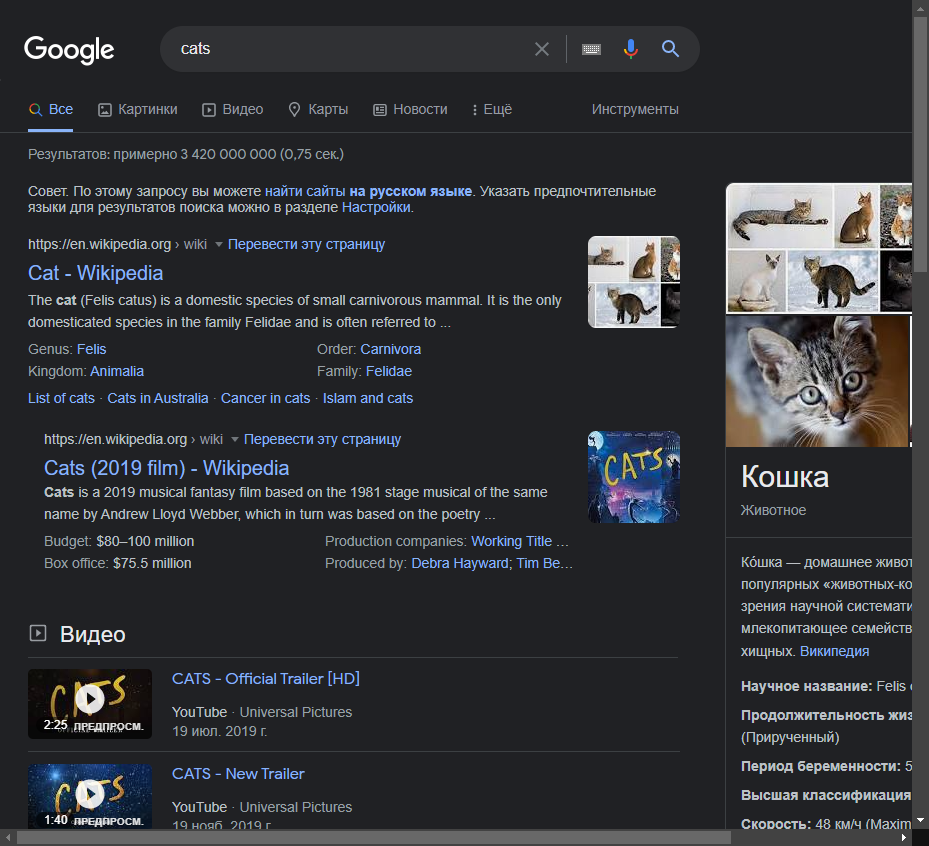 Google
cats
Все
Картинки
Видео
Карты
Новости
Ещё
Инструменты
Результатов: примерно 3 420 000 000 (0,75 сек.)
Совет. По этому запросу вы можете найти сайты на русском языке. Указать предпочтительные
языки для результатов поиска можно в разделе Настройки.
https://en.wikipedia.org › wiki Перевести эту страницу
Cat - Wikipedia
The cat (Felis catus) is a domestic species of small carnivorous mammal. It is the only
domesticated species in the family Felidae and is often referred to ...
Genus: Felis
Order: Carnivora
Kingdom: Animalia
Family: Felidae
List of cats · Cats in Australia · Cancer in cats · Islam and cats
https://en.wikipedia.org › wiki Перевести эту страницу
Cats (2019 film) - Wikipedia
CATS
Cats is a 2019 musical fantasy film based on the 1981 stage musical of the same
name by Andrew Lloyd Webber, which in turn was based on the poetry ...
Budget: $80–100 million
Production companies: Working Title ...
Box office: $75.5 million
Produced by: Debra Hayward; Tim Be...
Видео
CATS
2:25 ПРЕДПРОСМ.
CATS - Official Trailer [HD]
YouTube · Universal Pictures
19 июл. 2019 г.
CATS
1:40 ПРЕДПРОСМ.
CATS - New Trailer
YouTube · Universal Pictures
19 нояб. 2019 г.
Кошка
Животное
Ко́шка — домашнее живот
популярных «животных-ко
зрения научной системати
млекопитающее семейств
хищных. Википедия
Научное название: Felis
Продолжительность жиз
(Прирученный)
Период беременности: 5
Высшая классификация
Скорость: 48 км/ч (Maxim